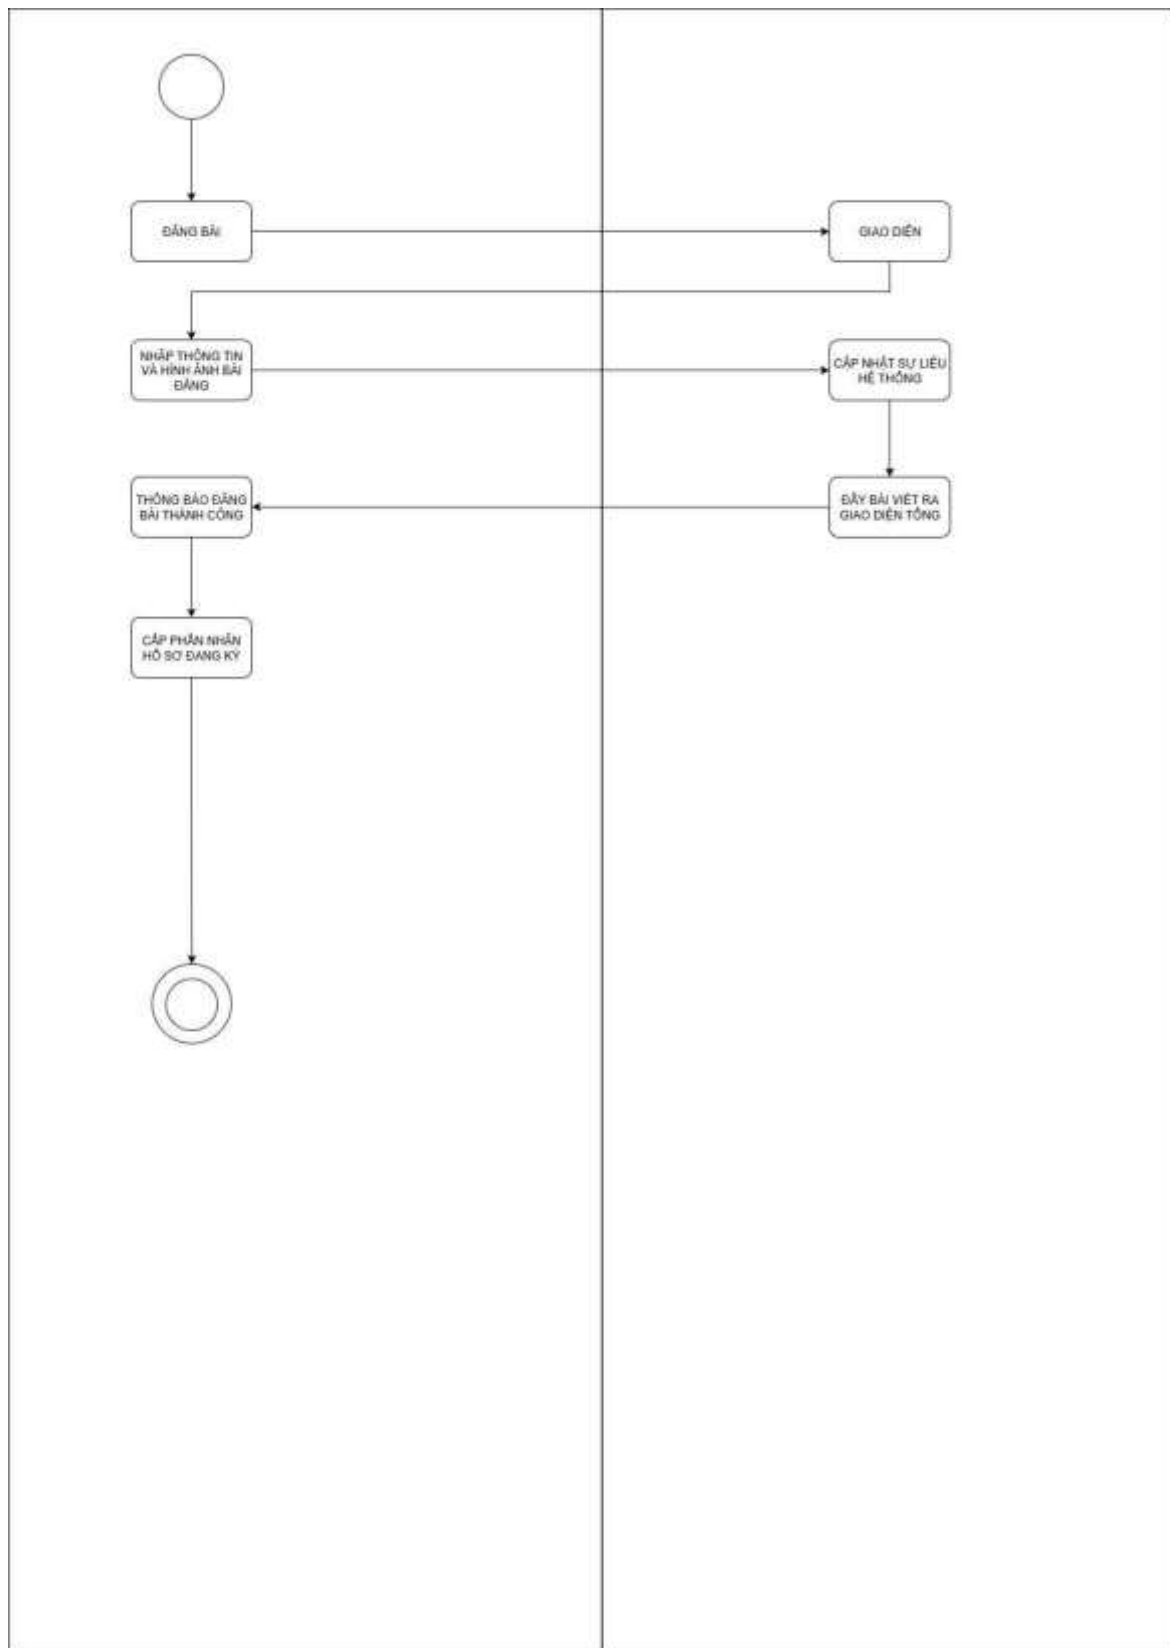 ĐĂNG BÀI
GIAO DIỆN
NHẬP THÔNG TIN
VÀ HÌNH ẢNH BÀI
ĐĂNG
CẬP NHẬT SỰ LIỆU
HỆ THỐNG
THÔNG BÁO ĐĂNG
BÀI THÀNH CÔNG
ĐẨY BÀI VIẾT RA
GIAO DIỆN TỔNG
CẤP PHẦN NHẬN
HỒ SƠ ĐANG KÝ